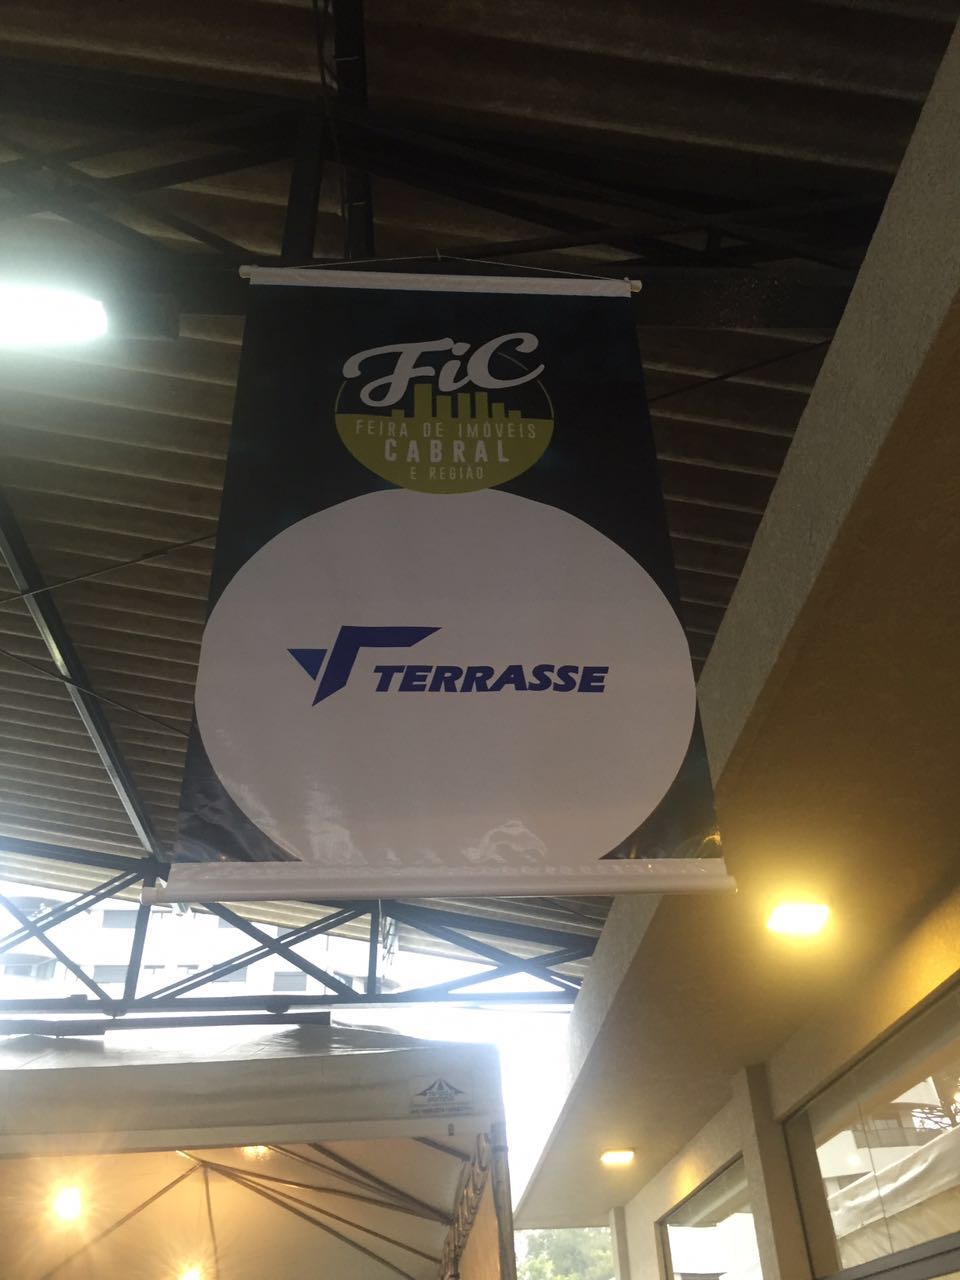 FiC
FEIRA DE IMÓVEIS
CABRAL
E REGIÃO
TERRASSE